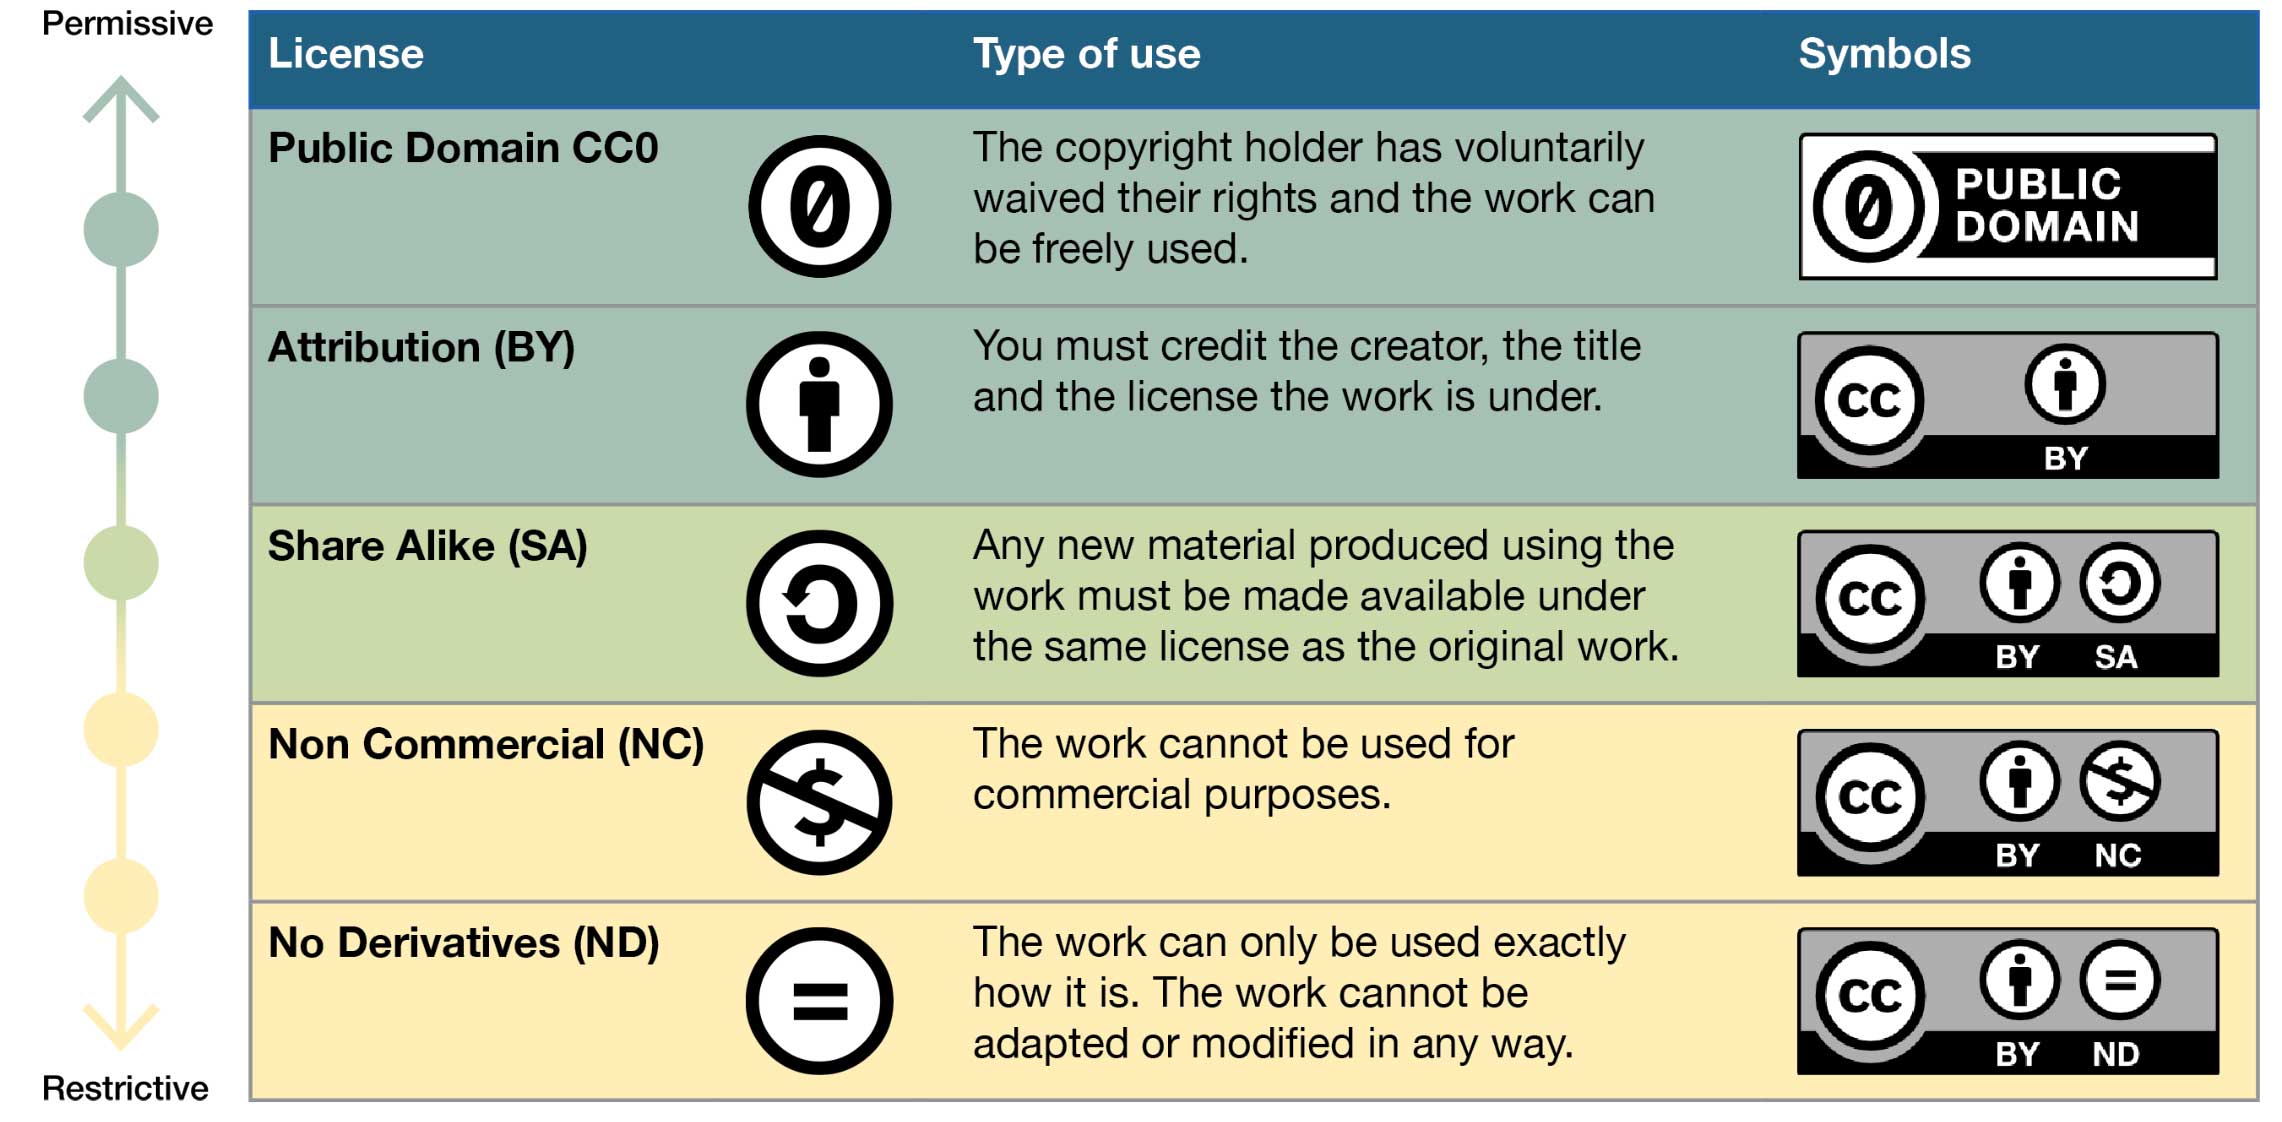 Permissive
License Type of use Symbols
Public Domain CC0
0
The copyright holder has voluntarily
waived their rights and the work can
be freely used.
0 PUBLIC
DOMAIN
Attribution (BY)
You must credit the creator, the title
and the license the work is under.
cc
BY
Share Alike (SA)
Any new material produced using the
work must be made available under
the same license as the original work.
cc
BY SA
Non Commercial (NC)
$
The work cannot be used for
commercial purposes.
cc $
BY NC
No Derivatives (ND)
=
The work can only be used exactly
how it is. The work cannot be
adapted or modified in any way.
cc =
BY ND
Restrictive